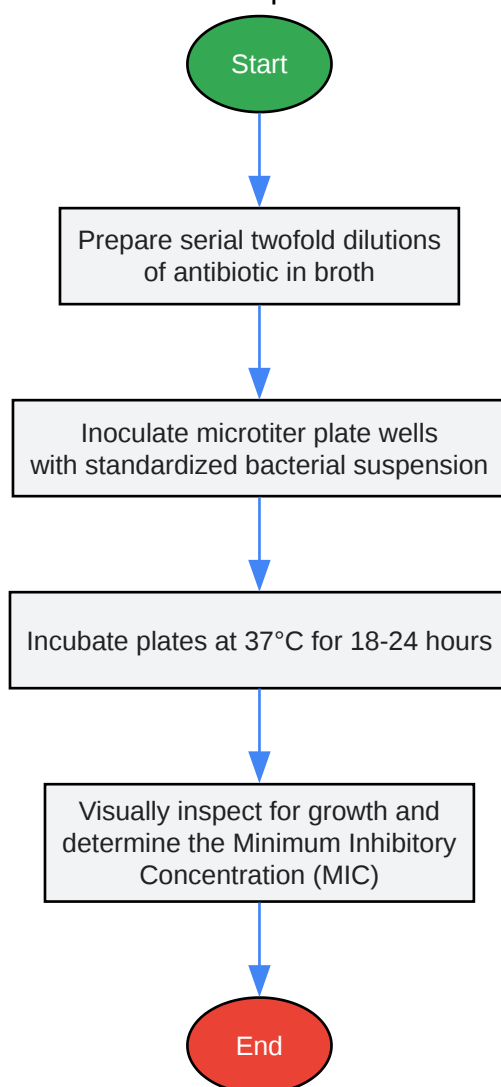 Start
Prepare serial twofold dilutions
of antibiotic in broth
Inoculate microtiter plate wells
with standardized bacterial suspension
Incubate plates at 37°C for 18-24 hours
Visually inspect for growth and
determine the Minimum Inhibitory
Concentration (MIC)
End